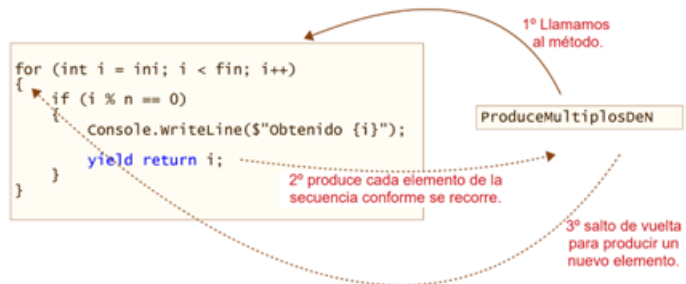 1º Llamamos
al método.
for (int i = ini; i < fin; i++)
{
if (i % n == 0)
{
Console.WriteLine($"Obtenido {i}");
yield return i;
}
}
ProduceMultiplosDeN
2º produce cada elemento de la
secuencia conforme se recorre.
3º salto de vuelta
para producir un
nuevo elemento.